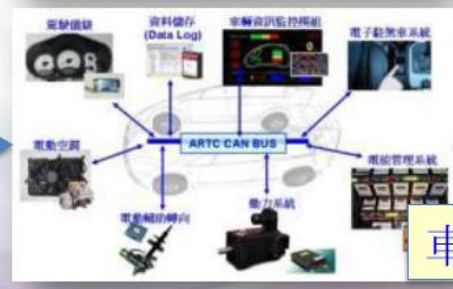 駕駛儀錶
資料儲存
(Data Log)
車輛資訊監控模組
電子駐煞車系統
電動空調
ARTC CAN BUS
電能管理系統
電動輔助轉向
動力系統
車